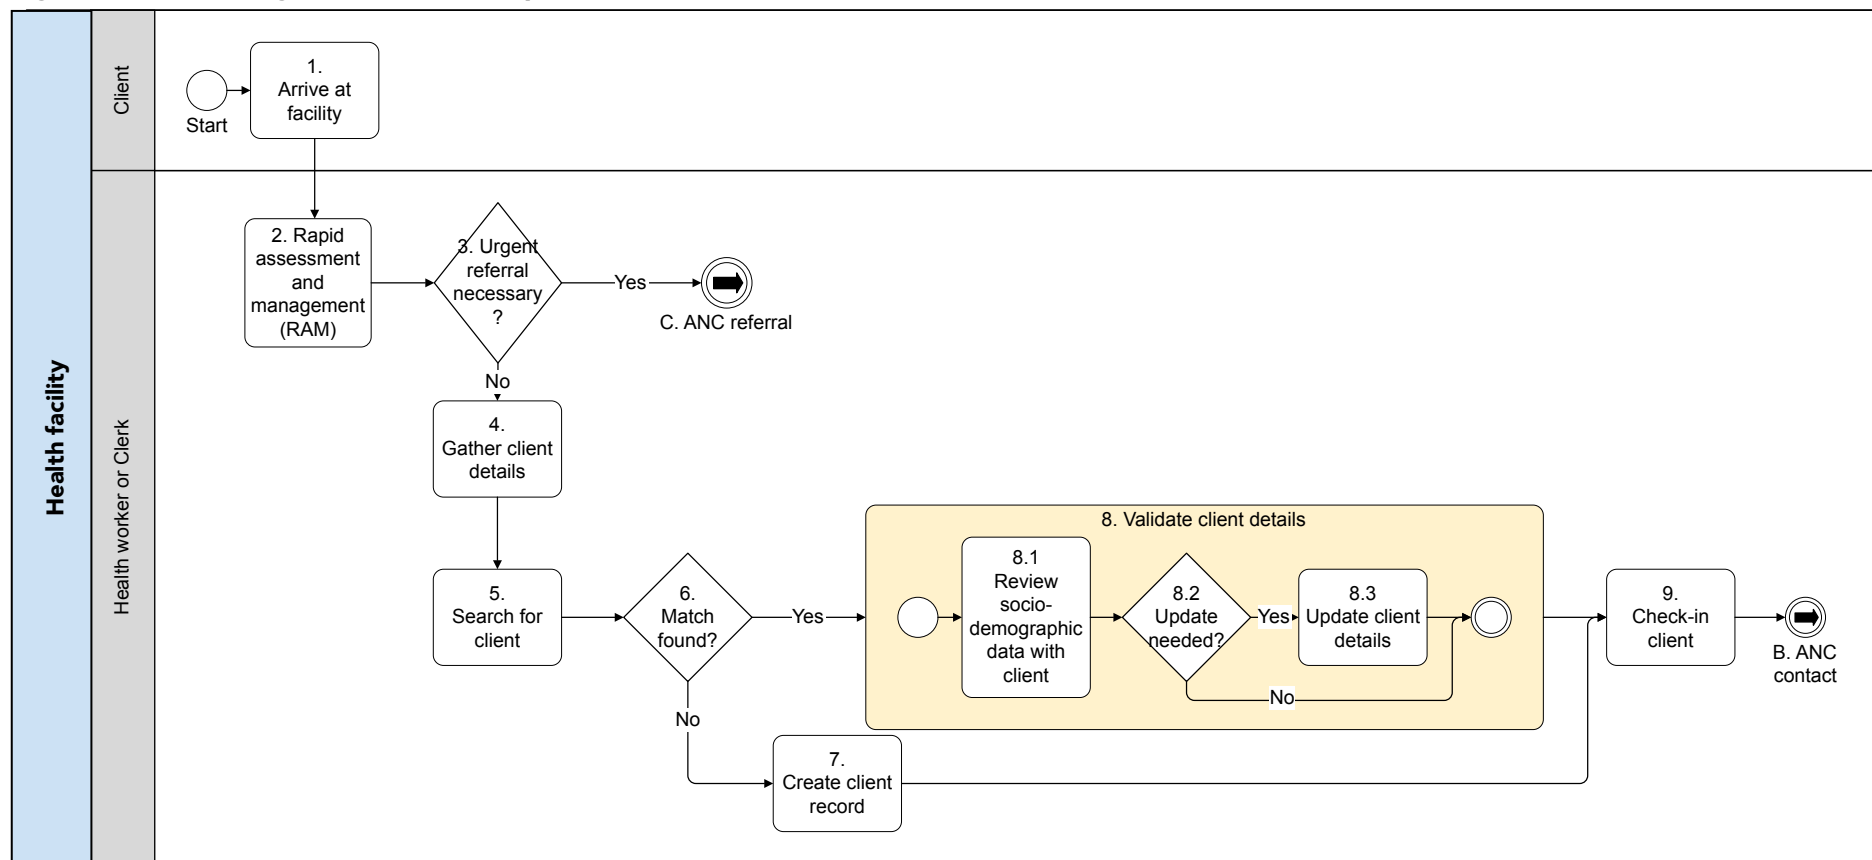 Health facility
Client
Start
1.
Arrive at
facility
Health worker or Clerk
2. Rapid
assessment
and
management
(RAM)
3. Urgent
referral
necessary
?
Yes
C. ANC referral
No
4.
Gather client
details
5.
Search for
client
6.
Match
found?
Yes
No
7.
Create client
record
8. Validate client details
8.1
Review
socio-
demographic
data with
client
8.2
Update
needed?
Yes
No
8.3
Update client
details
9.
Check-in
client
B. ANC
contact